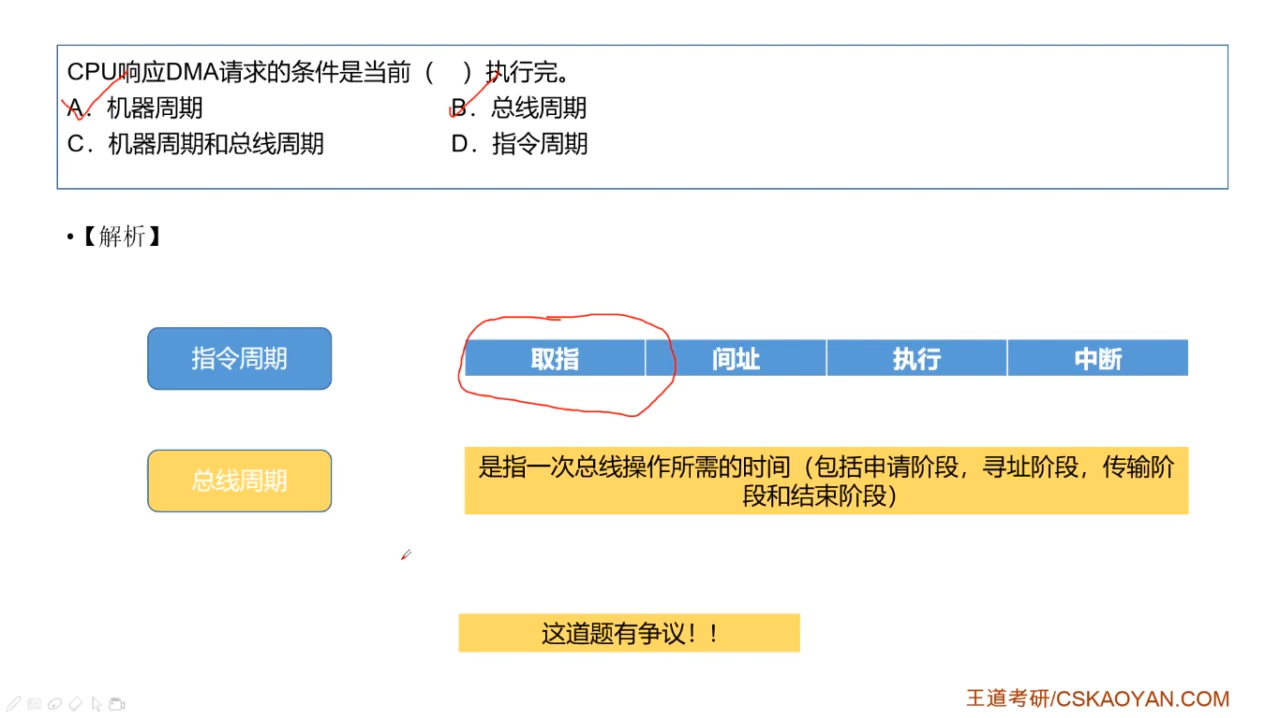 CPU响应DMA请求的条件是当前（ ）执行完。
A．机器周期 B．总线周期
C．机器周期和总线周期 D．指令周期
•【解析】
指令周期 取指 间址 执行 中断
总线周期
是指一次总线操作所需的时间（包括申请阶段，寻址阶段，传输阶
段和结束阶段）
这道题有争议！！
王道考研/CSKAOYAN.COM